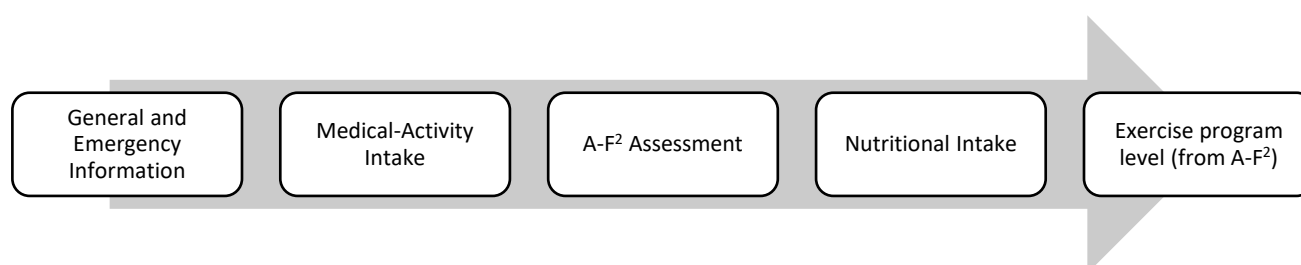 General and
Emergency
Information
Medical-Activity
Intake
A-F² Assessment
Nutritional Intake
Exercise program
level (from A-F²)